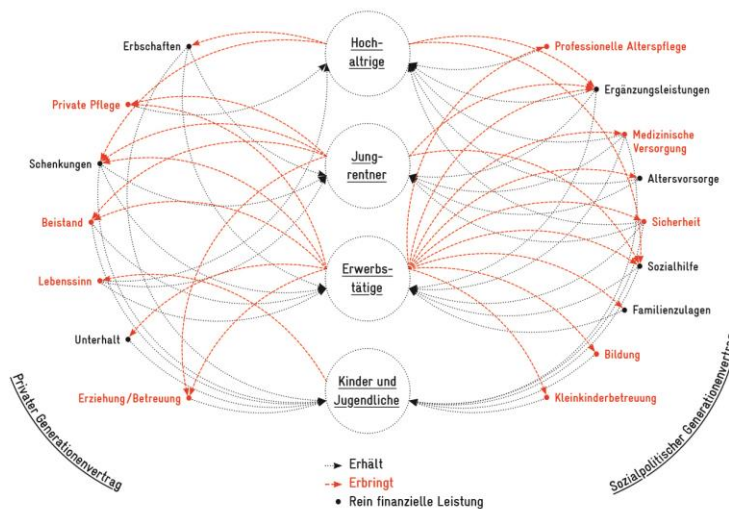 Hoch-
altrige
Erbschaften
Professionelle Alterspflege
Ergänzungsleistungen
Private Pflege
Medizinische
Versorgung
Jung-
rentner
Schenkungen
Altersvorsorge
Beistand
Sicherheit
Erwerbs-
tätige
Lebenssinn
Sozialhilfe
Familienzulagen
Unterhalt
Bildung
Kinder und
Jugendliche
Erziehung/Betreuung
Kleinkinderbetreuung
Privater Generationenvertrag
Sozialpolitischer Generationenvertrag
Erhält
Erbringt
Rein finanzielle Leistung